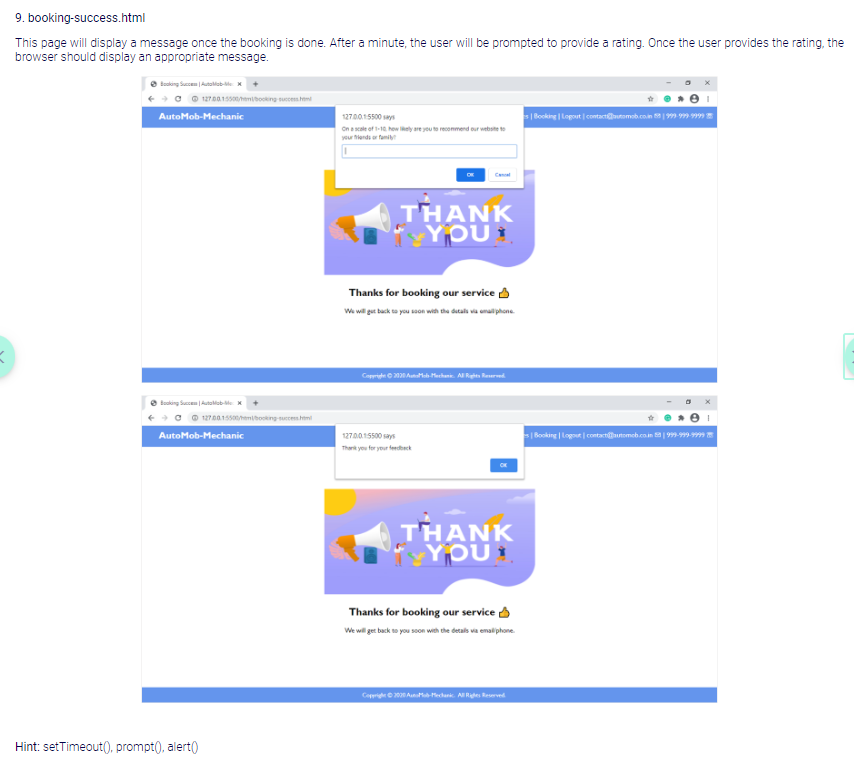 9. booking-success.html
This page will display a message once the booking is done. After a minute, the user will be prompted to provide a rating. Once the user provides the rating, the
browser should display an appropriate message.
Booking Success | AutoMob-Me
127.0.0.1:5500/html/booking-success.html
AutoMob-Mechanic
127.0.0.1:5500 says
On a scale of 1-10, how likely are you to recommend our website to
your friends or family?
OK
Cancel
| Booking | Logout | contact@automob.co.in ✉ | 999-999-9999 ☎
THANK
YOU
Thanks for booking our service 👍
We will get back to you soon with the details via email/phone.
Copyright © 2020 AutoMob-Mechanic. All Rights Reserved.
Booking Success | AutoMob-Me
127.0.0.1:5500/html/booking-success.html
AutoMob-Mechanic
127.0.0.1:5500 says
Thank you for your feedback
OK
| Booking | Logout | contact@automob.co.in ✉ | 999-999-9999 ☎
THANK
YOU
Thanks for booking our service 👍
We will get back to you soon with the details via email/phone.
Copyright © 2020 AutoMob-Mechanic. All Rights Reserved.
Hint: setTimeout(), prompt(), alert()